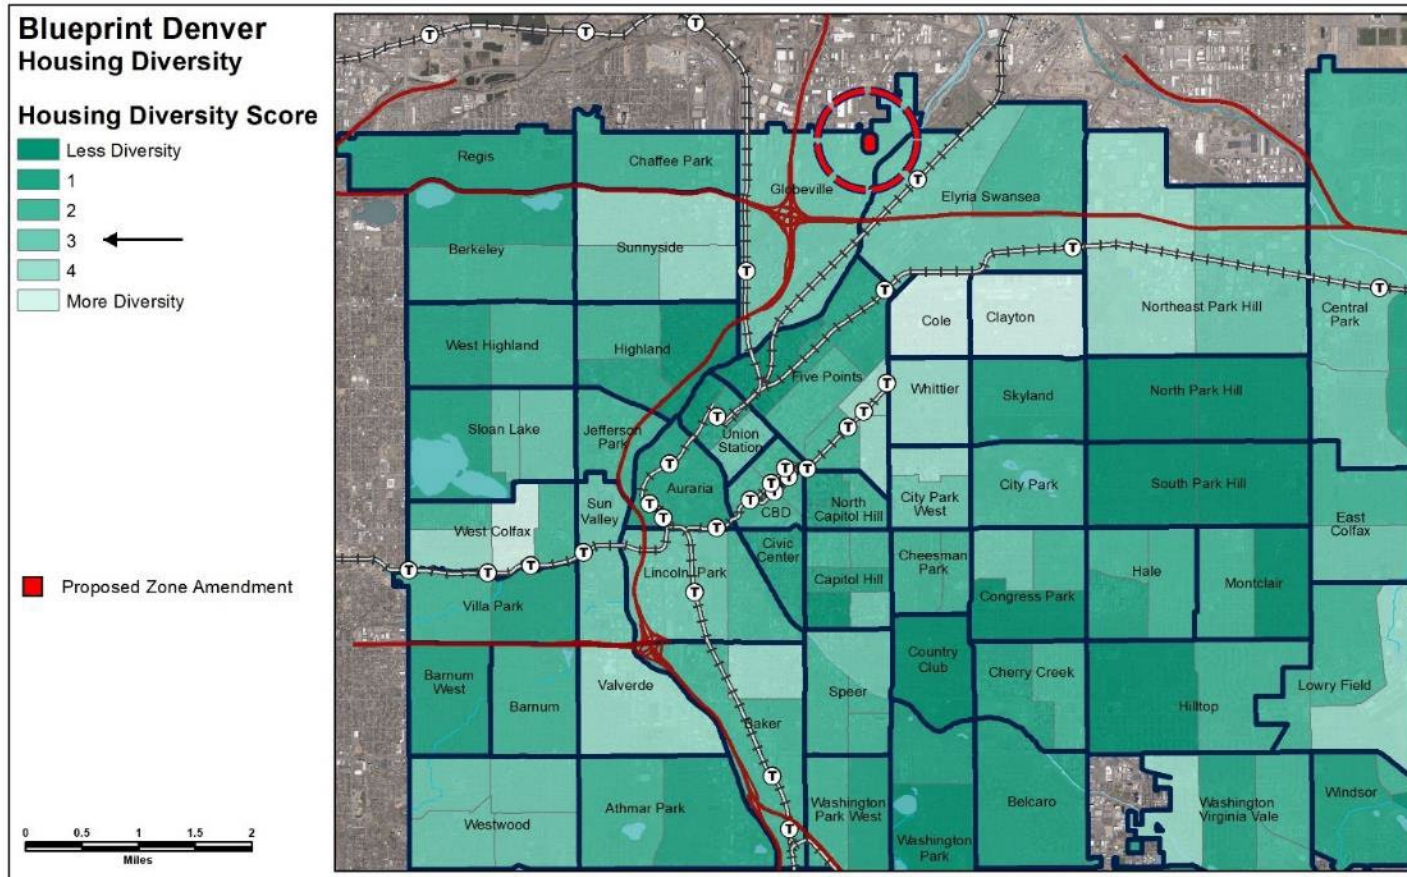 Blueprint Denver
Housing Diversity
Housing Diversity Score
Less Diversity
1
2
3
4
More Diversity
Proposed Zone Amendment
0 0.5 1 1.5 2
Miles
T T T
Regis
Chaffee Park
Globeville
T
Elyria Swansea
Berkeley
Sunnyside
T
T
T
T
Cole
Clayton
Northeast Park Hill
Central
Park
West Highland
Highland
Five Points
T
Whittier
Skyland
North Park Hill
Sloan Lake
Jefferson
Park
T
Union
Station
T
T
T
Auraria
T
T
T
T
T
T
CBD
North
Capitol Hill
City Park
West
City Park
South Park Hill
East
Colfax
West Colfax
Sun
Valley
T
T
T
T
T
T
T
Lincoln Park
Civic
Center
Capitol Hill
Cheesman
Park
Congress Park
Hale
Montclair
Villa Park
T
Barnum
West
Barnum
Valverde
Baker
Speer
Country
Club
Cherry Creek
Hilltop
Lowry Field
Westwood
Athmar Park
T
T
Washington
Park West
Washington
Park
Belcaro
Washington
Virginia Vale
Windsor